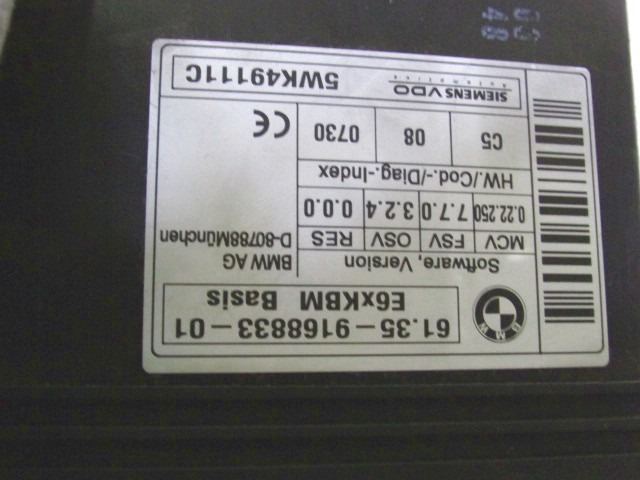 BMW
61.35-9168833-01
E6xKBM Basis
Software, Version
MCV FSV OSV RES
0.22.250 7.7.0 3.2.4 0.0.0
BMW AG
D-80788München
HW./Cod.-/Diag.-Index
C5 08 0730
CE
SIEMENS VDO
Automotive
5WK49111C